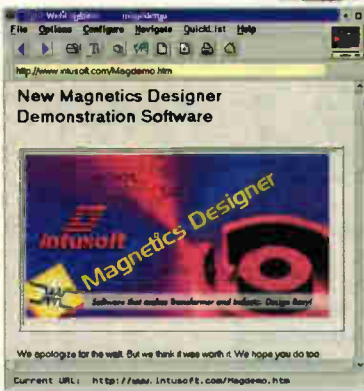 File Options Configure Navigate QuickList Help
http://www.intusoft.com/Magdemo.htm
New Magnetics Designer
Demonstration Software
intusoft
Magnetics Designer
Software that makes Transformer and Inductor Design Easy!
We apologize for the wait. But we think it was worth it. We hope you do too
Current URL: http://www.intusoft.com/Magdemo.htm